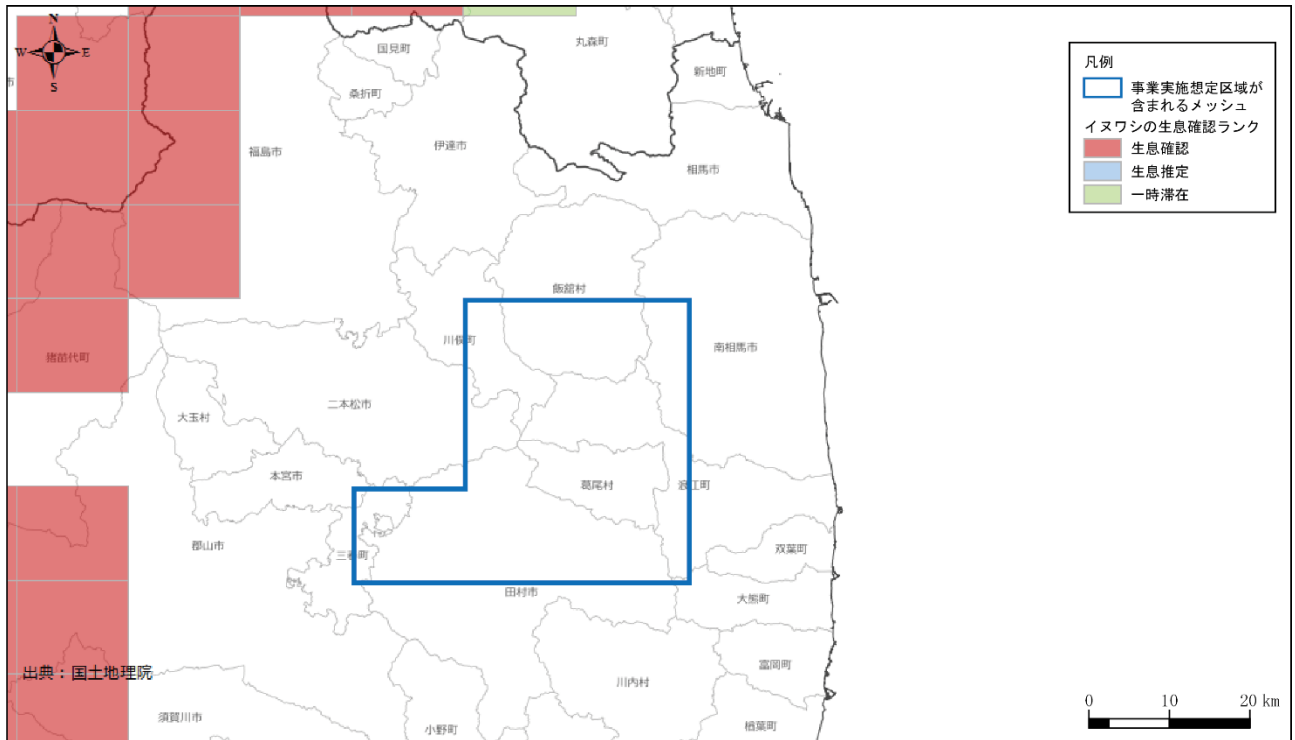 N
W E
S
市
国見町
丸森町
新地町
桑折町
伊達市
福島市
相馬市
飯舘村
川俣町
南相馬市
猪苗代町
二本松市
大玉村
本宮市
葛尾村
浪江町
郡山市
三春町
双葉町
田村市
大熊町
富岡町
川内村
須賀川市
小野町
楢葉町
出典：国土地理院
凡例
事業実施想定区域が
含まれるメッシュ
イヌワシの生息確認ランク
生息確認
生息推定
一時滞在
0 10 20 km